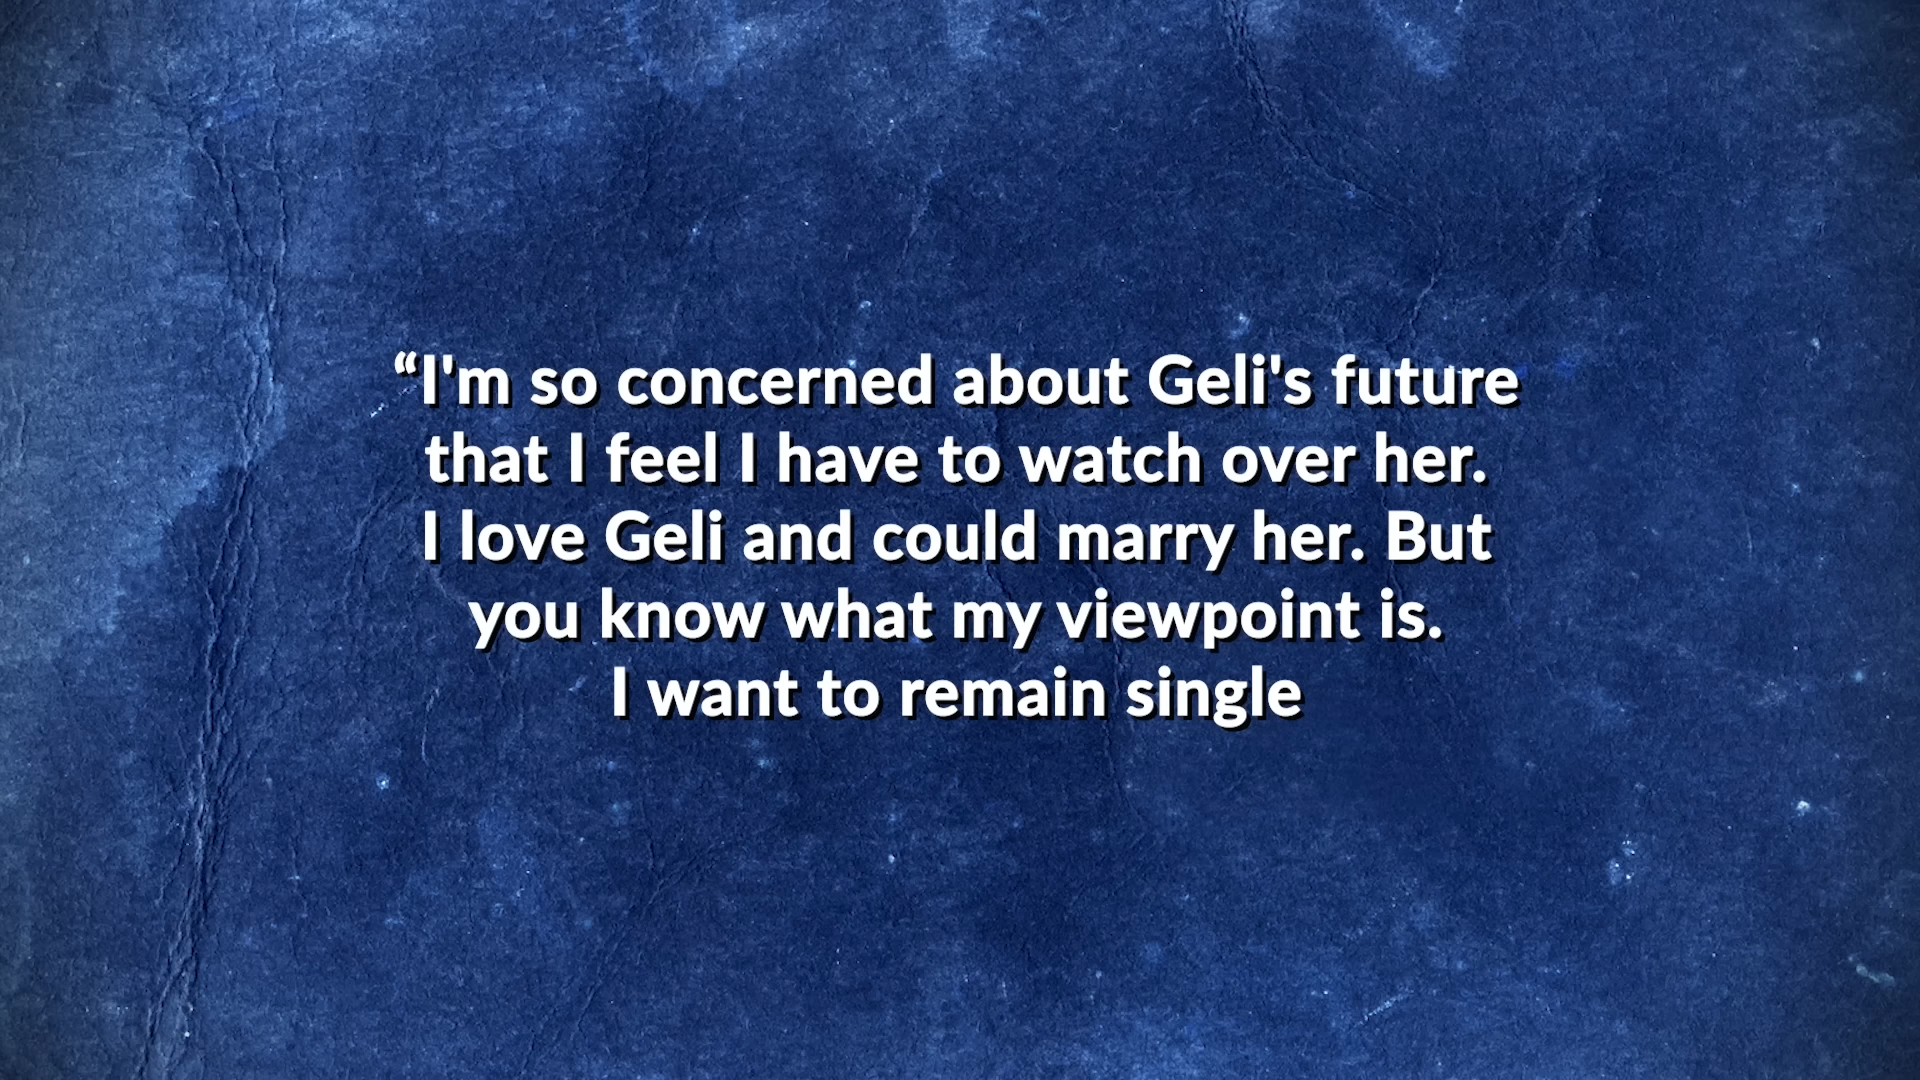 “I'm so concerned about Geli's future
that I feel I have to watch over her.
I love Geli and could marry her. But
you know what my viewpoint is.
I want to remain single